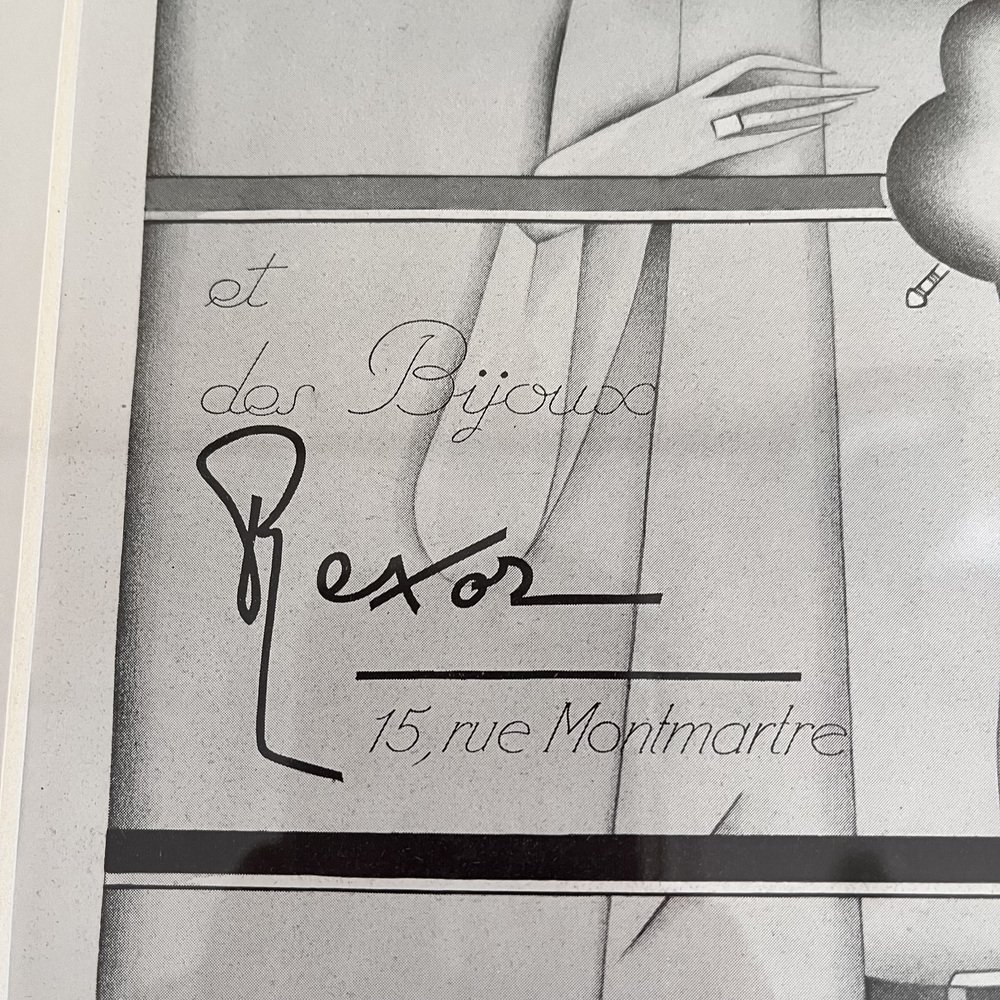 et
des Bijoux
Rexor
15, rue Montmartre